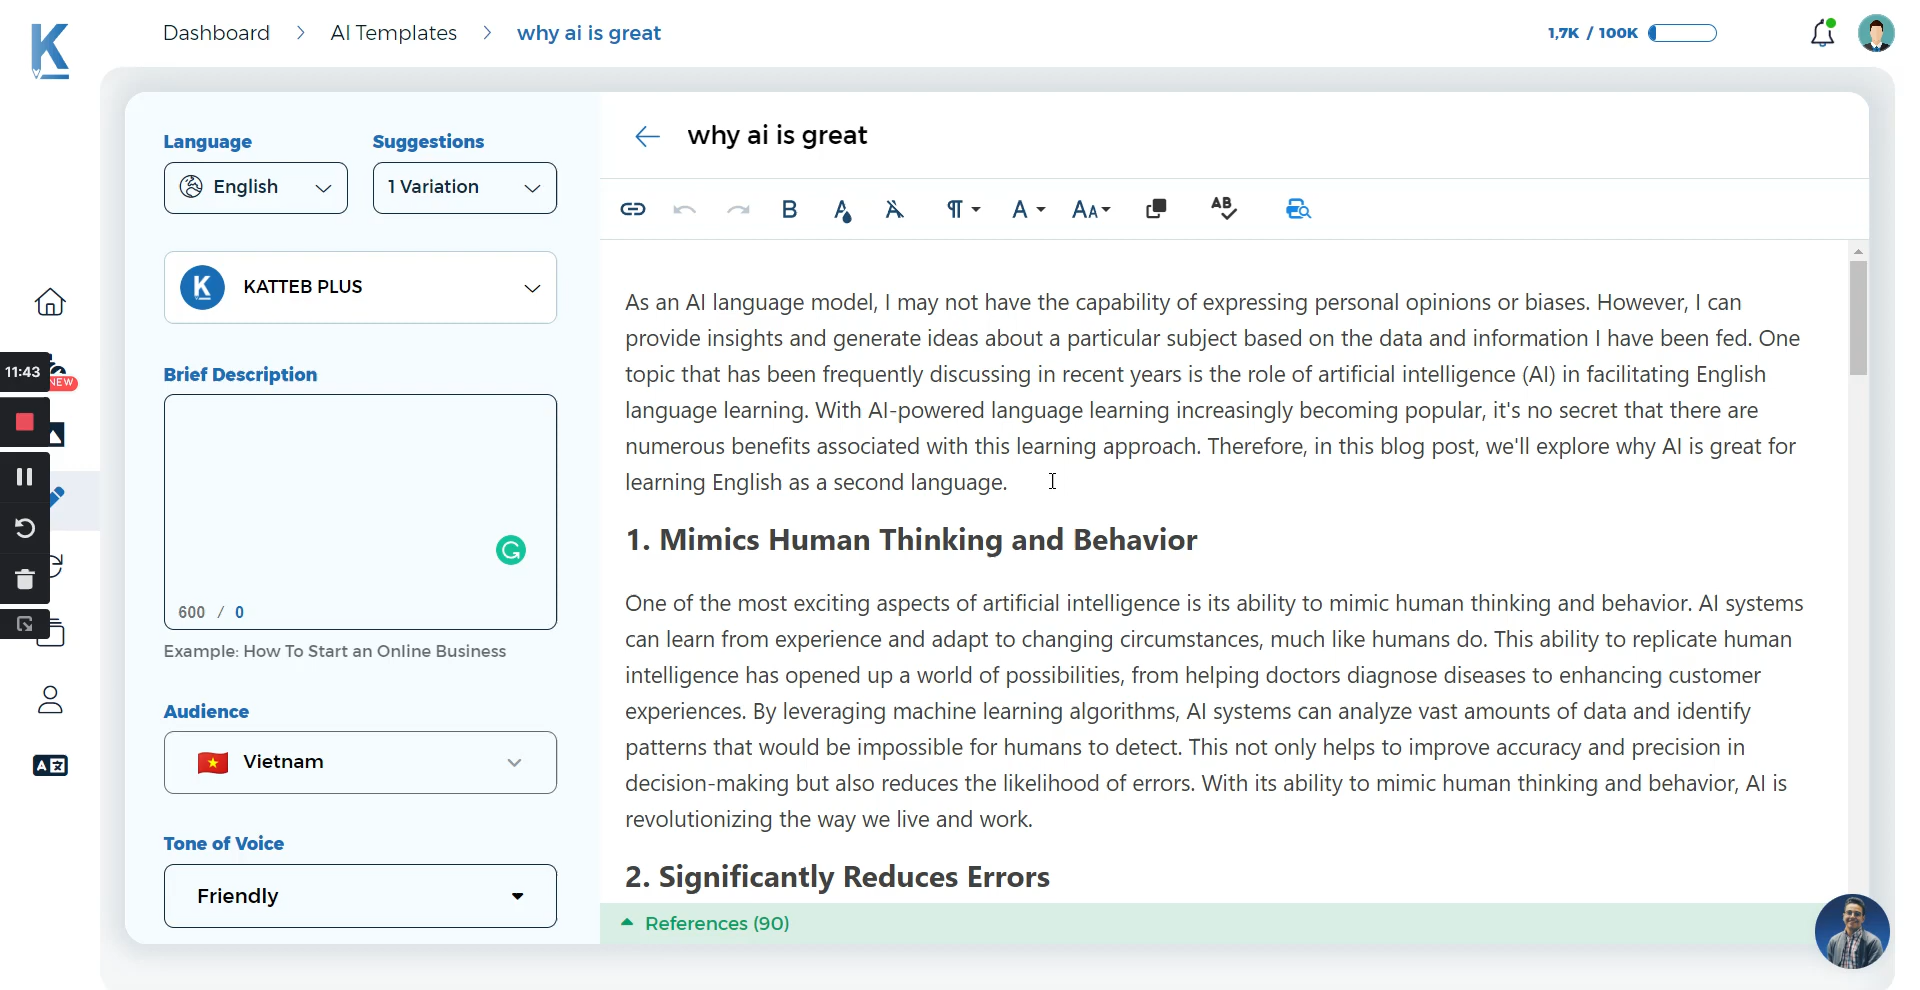 K
Dashboard > AI Templates > why ai is great
1,7K / 100K
Language
Suggestions
English
1 Variation
K KATTEB PLUS
Brief Description
600 / 0
Example: How To Start an Online Business
Audience
Vietnam
Tone of Voice
Friendly
11:43
NEW
A
why ai is great
B A A ¶ A AA AB
As an AI language model, I may not have the capability of expressing personal opinions or biases. However, I can
provide insights and generate ideas about a particular subject based on the data and information I have been fed. One
topic that has been frequently discussing in recent years is the role of artificial intelligence (AI) in facilitating English
language learning. With AI-powered language learning increasingly becoming popular, it's no secret that there are
numerous benefits associated with this learning approach. Therefore, in this blog post, we'll explore why AI is great for
learning English as a second language.
1. Mimics Human Thinking and Behavior
One of the most exciting aspects of artificial intelligence is its ability to mimic human thinking and behavior. AI systems
can learn from experience and adapt to changing circumstances, much like humans do. This ability to replicate human
intelligence has opened up a world of possibilities, from helping doctors diagnose diseases to enhancing customer
experiences. By leveraging machine learning algorithms, AI systems can analyze vast amounts of data and identify
patterns that would be impossible for humans to detect. This not only helps to improve accuracy and precision in
decision-making but also reduces the likelihood of errors. With its ability to mimic human thinking and behavior, AI is
revolutionizing the way we live and work.
2. Significantly Reduces Errors
References (90)